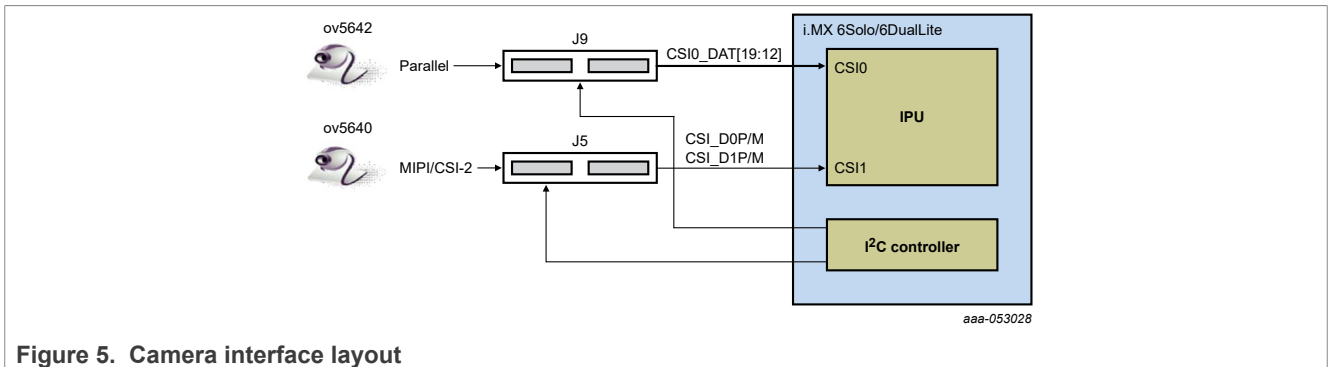 ov5642
Parallel
J9
CSI0_DAT[19:12]
i.MX 6Solo/6DualLite
CSI0
IPU
ov5640
MIPI/CSI-2
J5
CSI_D0P/M
CSI_D1P/M
CSI1
I²C controller
aaa-053028
Figure 5. Camera interface layout